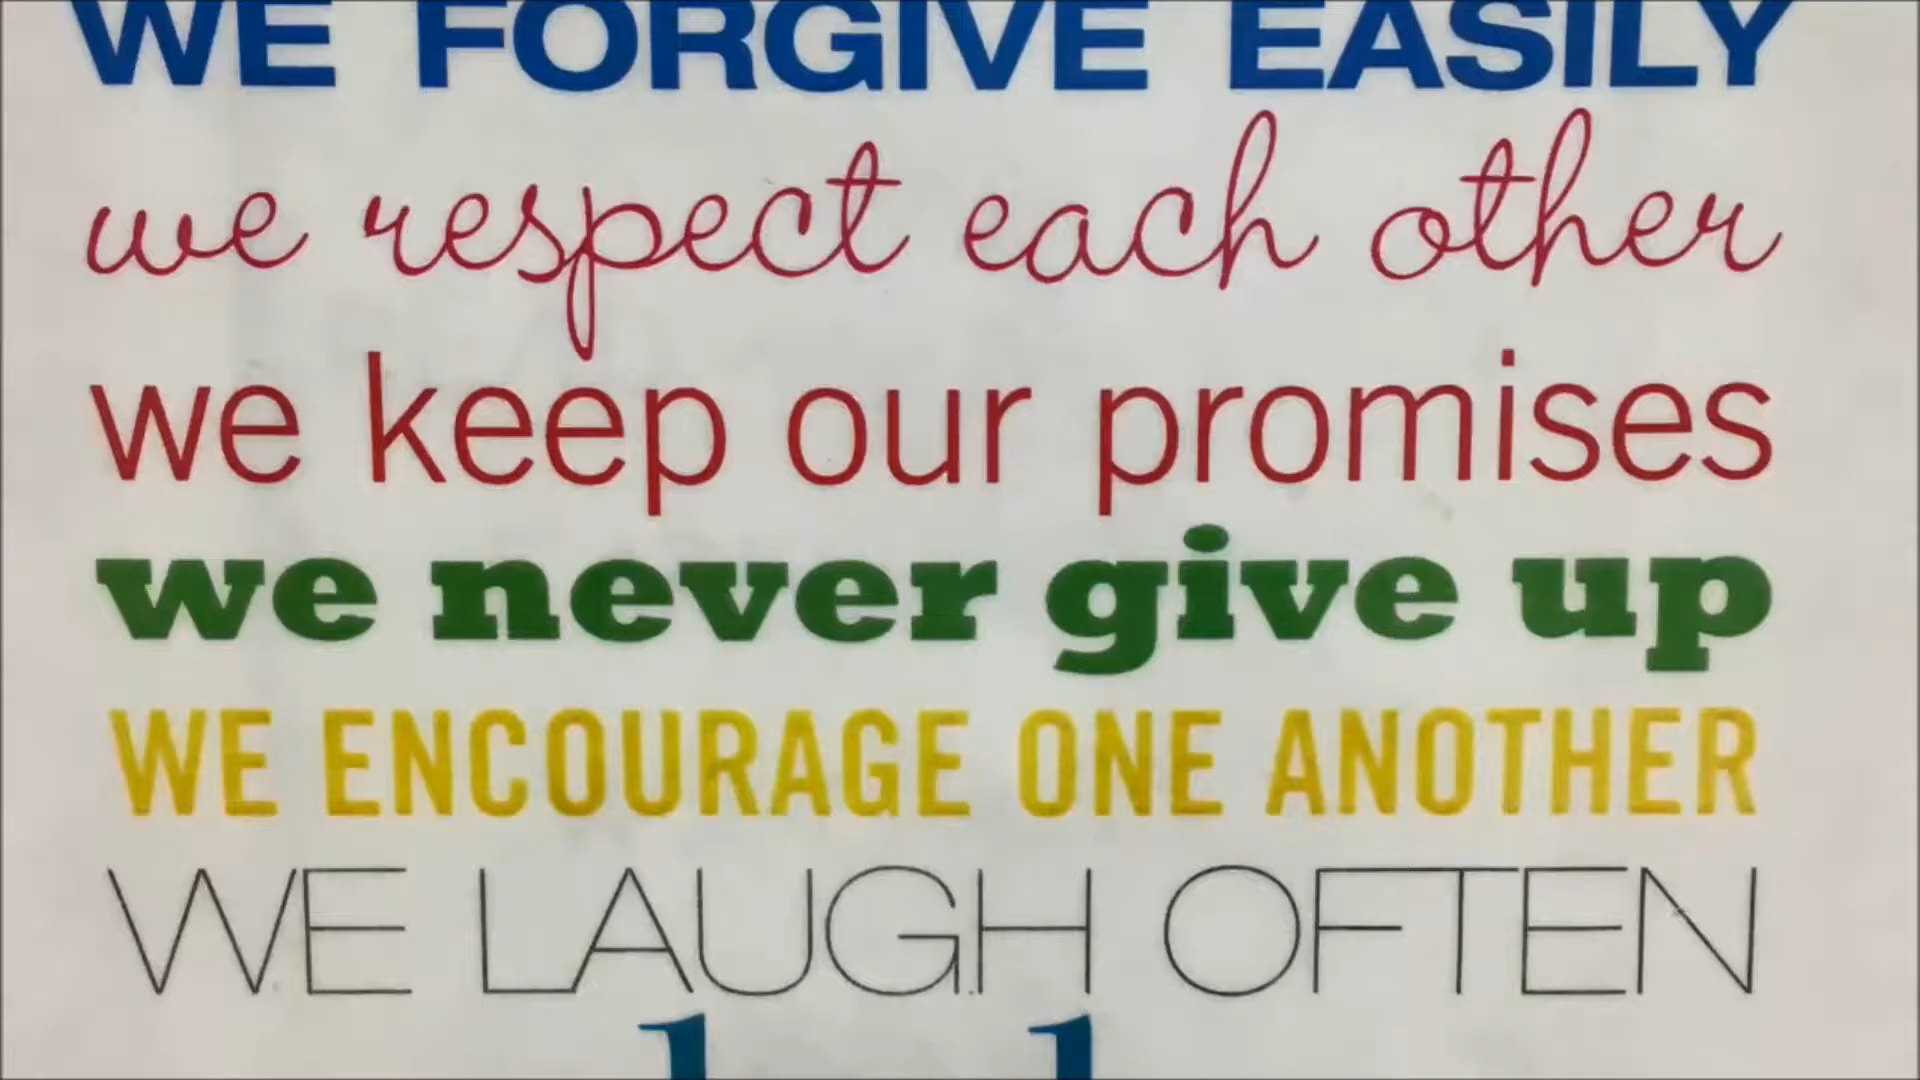 WE FORGIVE EASILY
we respect each other
we keep our promises
we never give up
WE ENCOURAGE ONE ANOTHER
WE LAUGH OFTEN